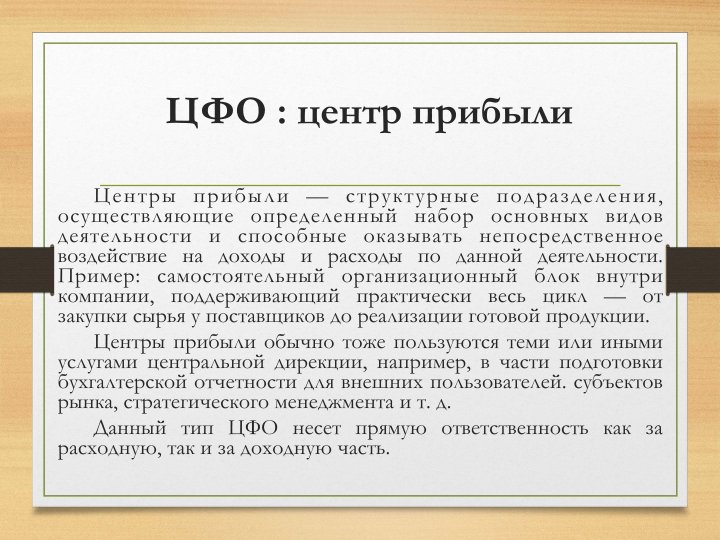 ЦФО : центр прибыли
Центры прибыли — структурные подразделения,
осуществляющие определенный набор основных видов
деятельности и способные оказывать непосредственное
воздействие на доходы и расходы по данной деятельности.
Пример: самостоятельный организационный блок внутри
компании, поддерживающий практически весь цикл — от
закупки сырья у поставщиков до реализации готовой продукции.
Центры прибыли обычно тоже пользуются теми или иными
услугами центральной дирекции, например, в части подготовки
бухгалтерской отчетности для внешних пользователей. субъектов
рынка, стратегического менеджмента и т. д.
Данный тип ЦФО несет прямую ответственность как за
расходную, так и за доходную часть.